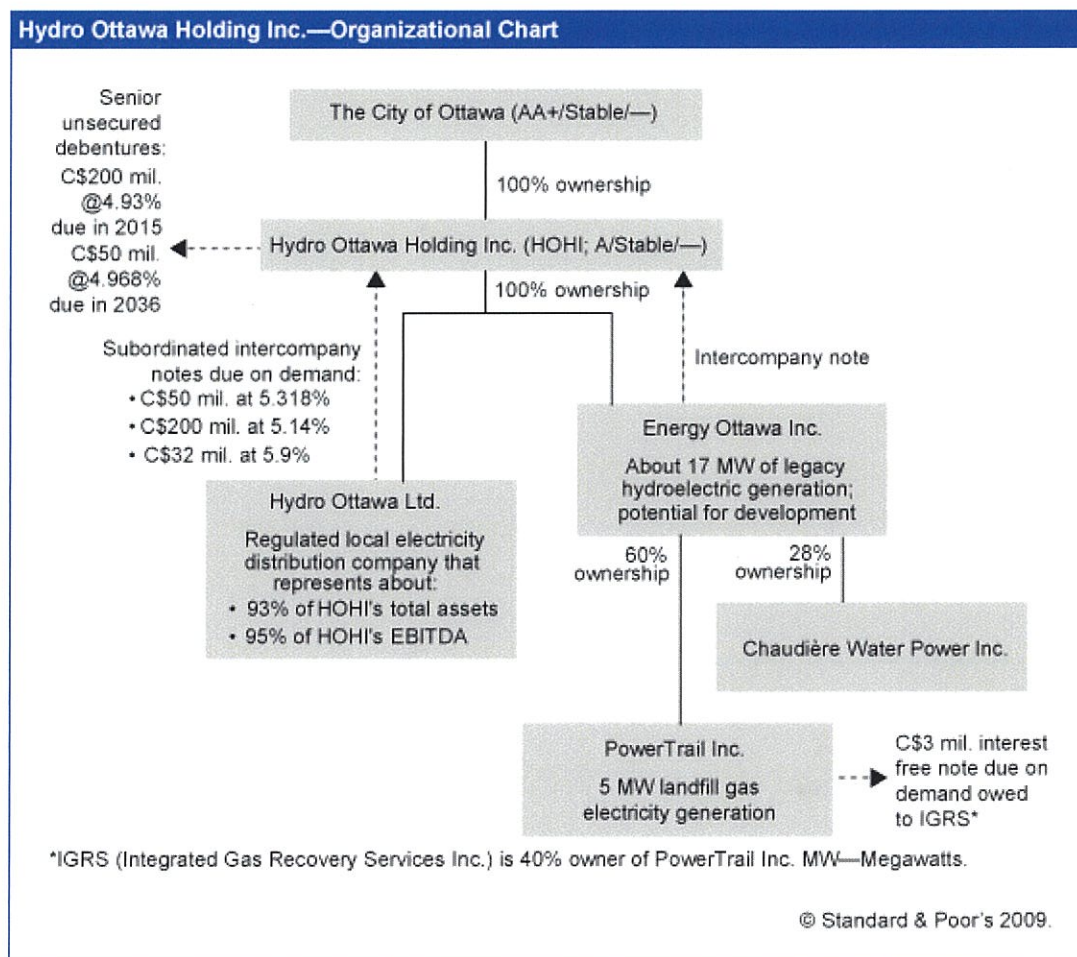 Hydro Ottawa Holding Inc.—Organizational Chart
Senior
unsecured
debentures:
C$200 mil.
@4.93%
due in 2015
C$50 mil.
@4.968%
due in 2036
The City of Ottawa (AA+/Stable/—)
100% ownership
Hydro Ottawa Holding Inc. (HOHI; A/Stable/—)
100% ownership
Subordinated intercompany
notes due on demand:
• C$50 mil. at 5.318%
• C$200 mil. at 5.14%
• C$32 mil. at 5.9%
Intercompany note
Energy Ottawa Inc.
About 17 MW of legacy
hydroelectric generation;
potential for development
Hydro Ottawa Ltd.
Regulated local electricity
distribution company that
represents about:
• 93% of HOHI's total assets
• 95% of HOHI's EBITDA
60%
ownership
28%
ownership
Chaudière Water Power Inc.
PowerTrail Inc.
5 MW landfill gas
electricity generation
C$3 mil. interest
free note due on
demand owed
to IGRS*
*IGRS (Integrated Gas Recovery Services Inc.) is 40% owner of PowerTrail Inc. MW—Megawatts.
© Standard & Poor's 2009.